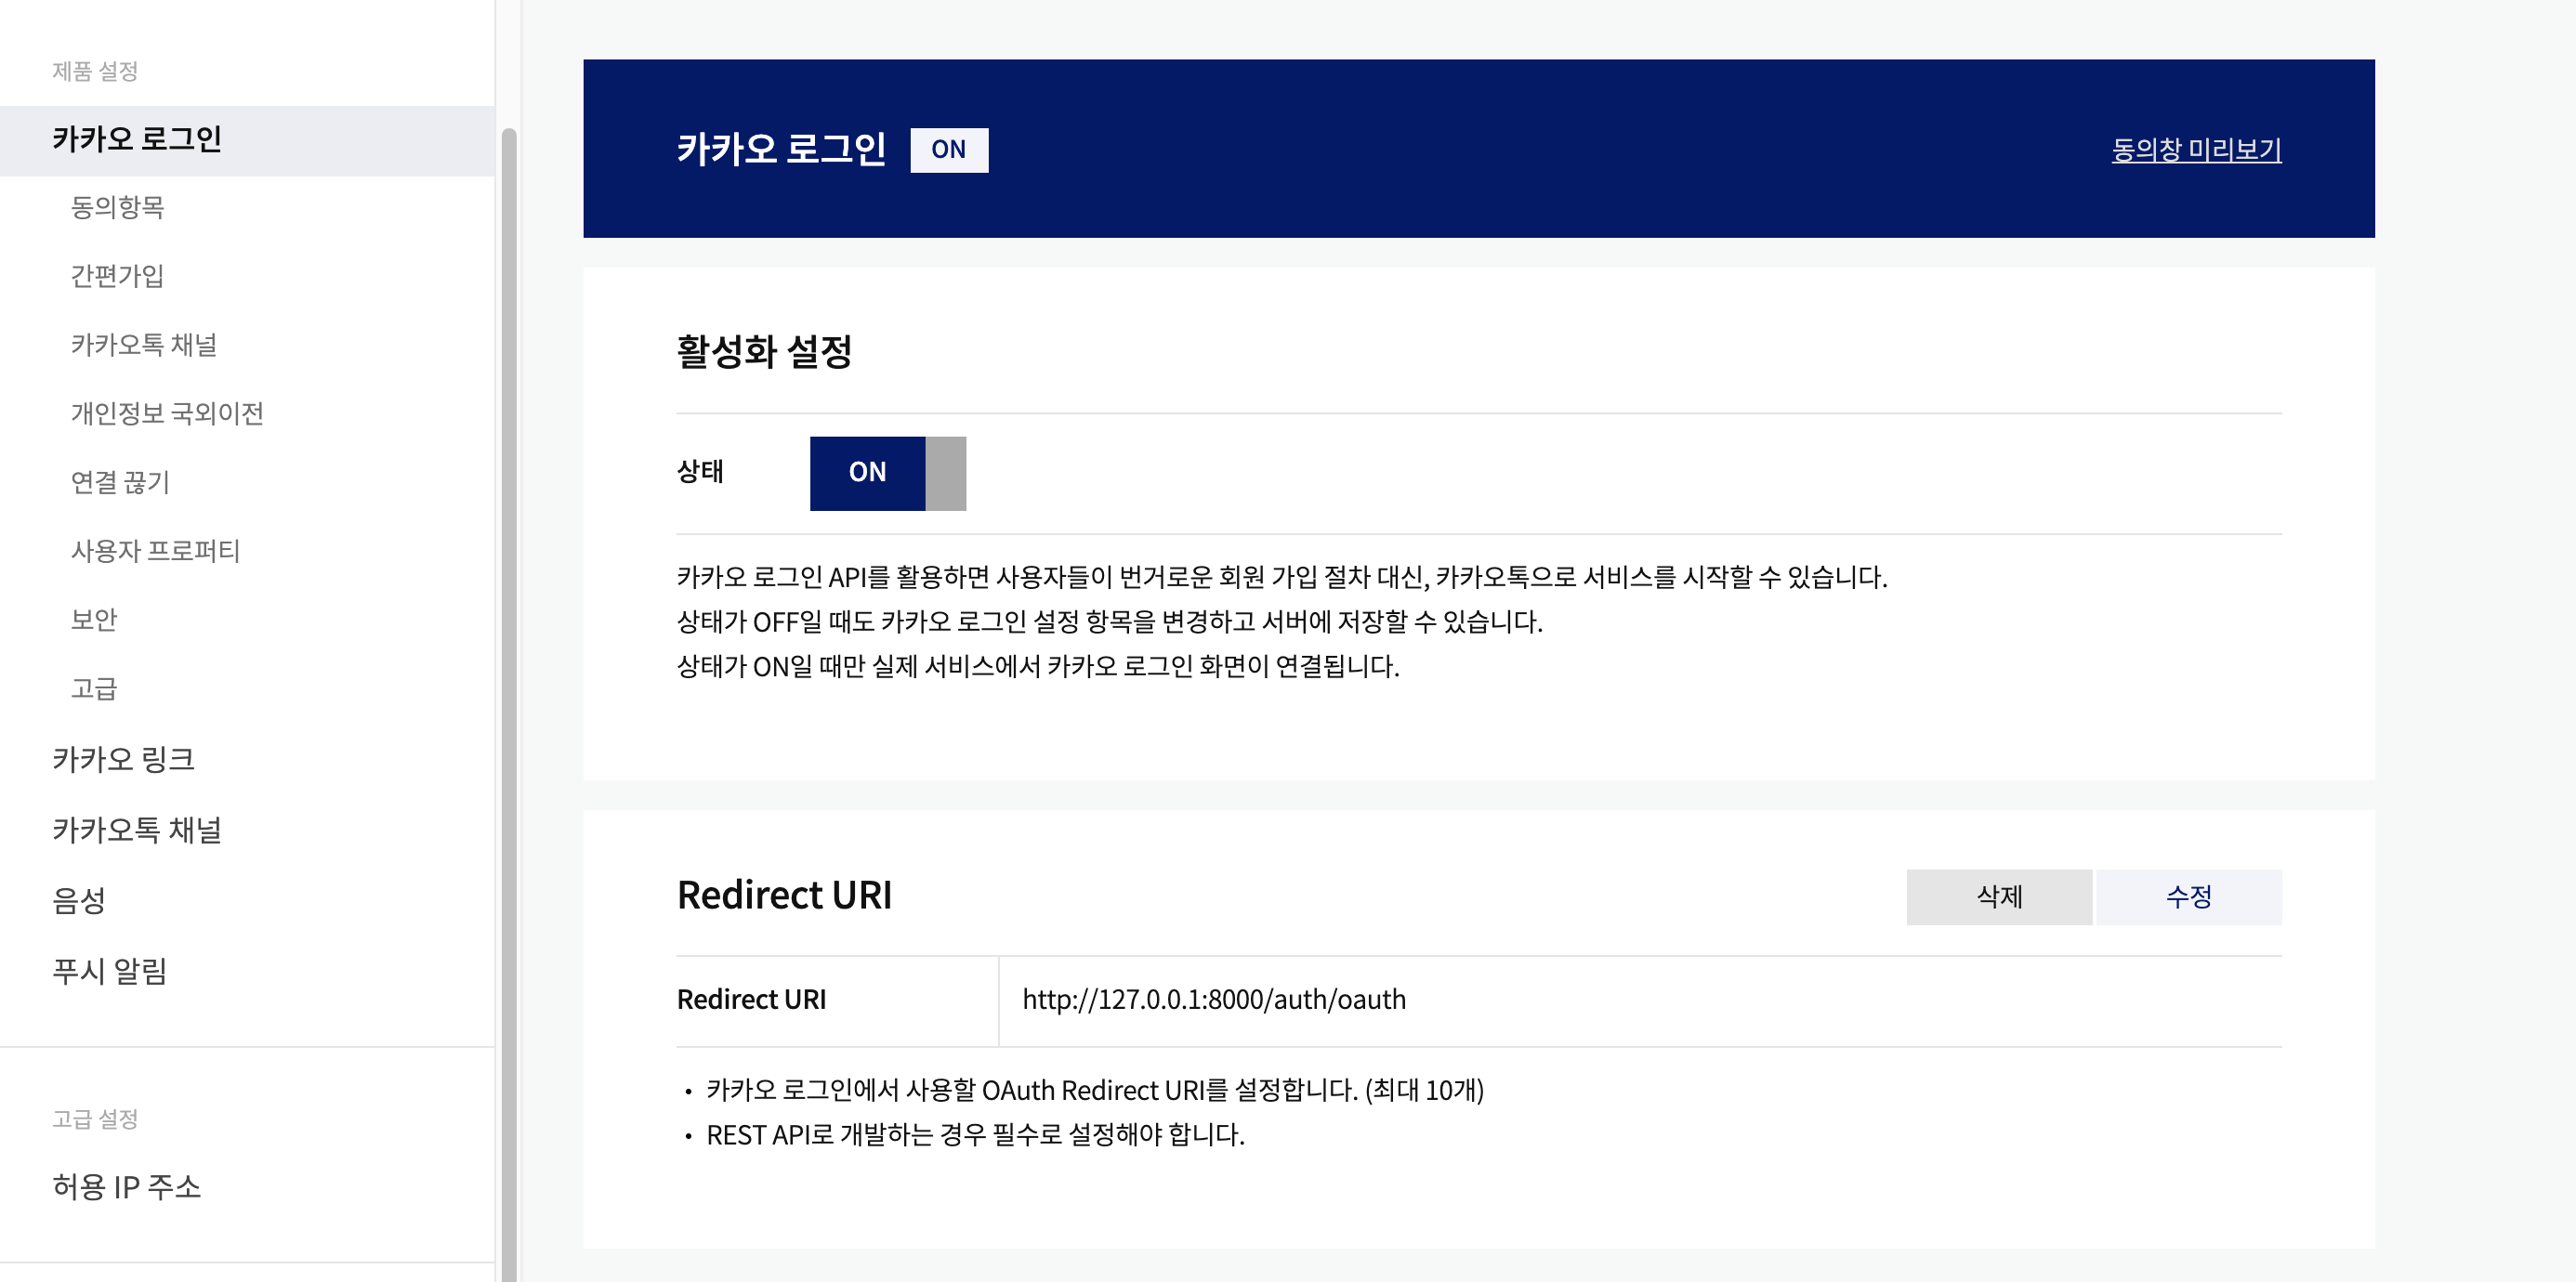 제품 설정
카카오 로그인
동의항목
간편가입
카카오톡 채널
개인정보 국외이전
연결 끊기
사용자 프로퍼티
보안
고급
카카오 링크
카카오톡 채널
음성
푸시 알림
고급 설정
허용 IP 주소
카카오 로그인 ON
동의창 미리보기
활성화 설정
상태 ON
카카오 로그인 API를 활용하면 사용자들이 번거로운 회원 가입 절차 대신, 카카오톡으로 서비스를 시작할 수 있습니다.
상태가 OFF일 때도 카카오 로그인 설정 항목을 변경하고 서버에 저장할 수 있습니다.
상태가 ON일 때만 실제 서비스에서 카카오 로그인 화면이 연결됩니다.
Redirect URI
삭제 수정
Redirect URI http://127.0.0.1:8000/auth/oauth
• 카카오 로그인에서 사용할 OAuth Redirect URI를 설정합니다. (최대 10개)
• REST API로 개발하는 경우 필수로 설정해야 합니다.